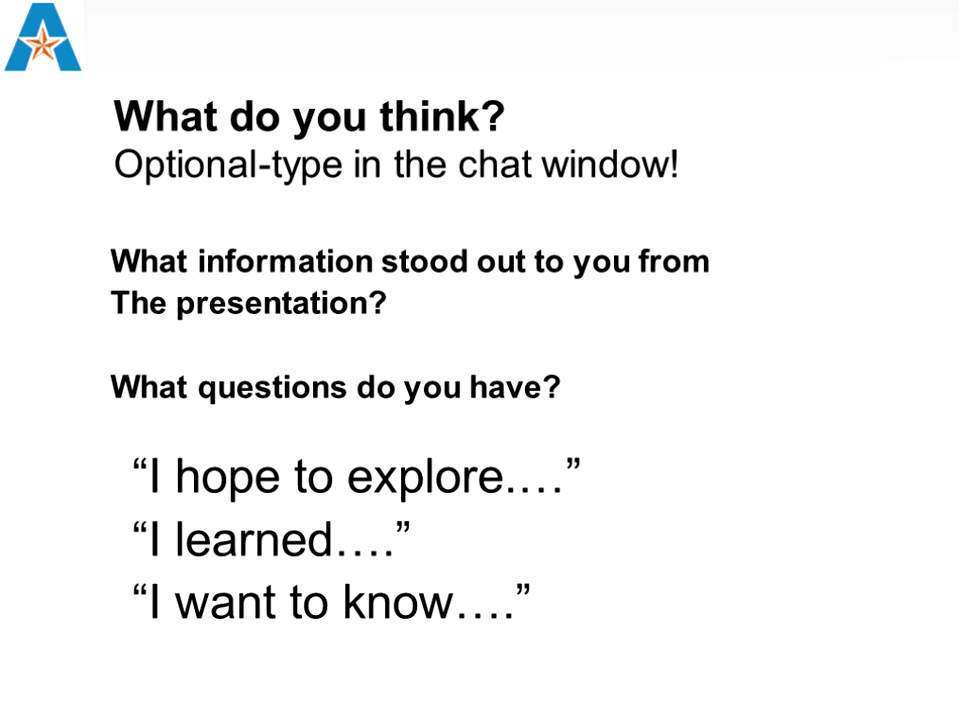 What do you think?
Optional-type in the chat window!
What information stood out to you from
The presentation?
What questions do you have?
“I hope to explore.…”
“I learned….”
“I want to know….”